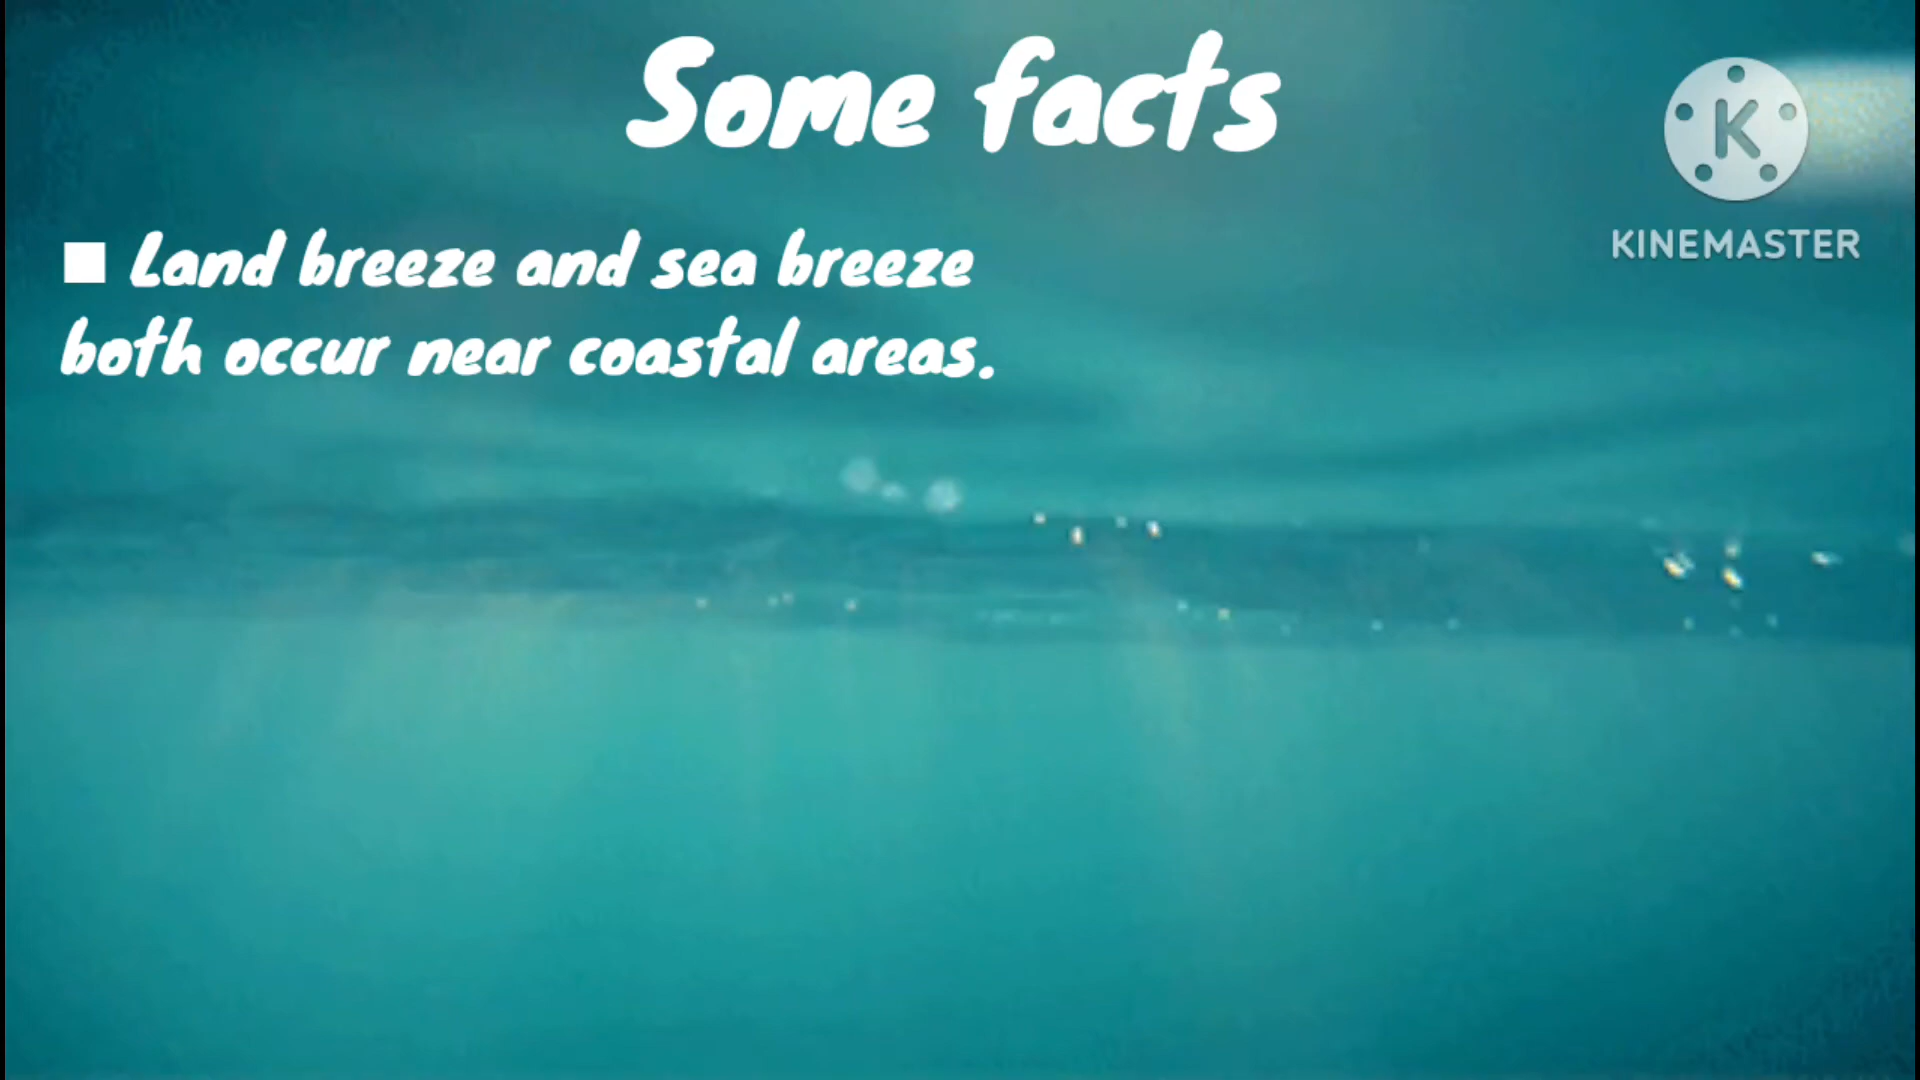 Some facts
K
KINEMASTER
■ Land breeze and sea breeze
both occur near coastal areas.